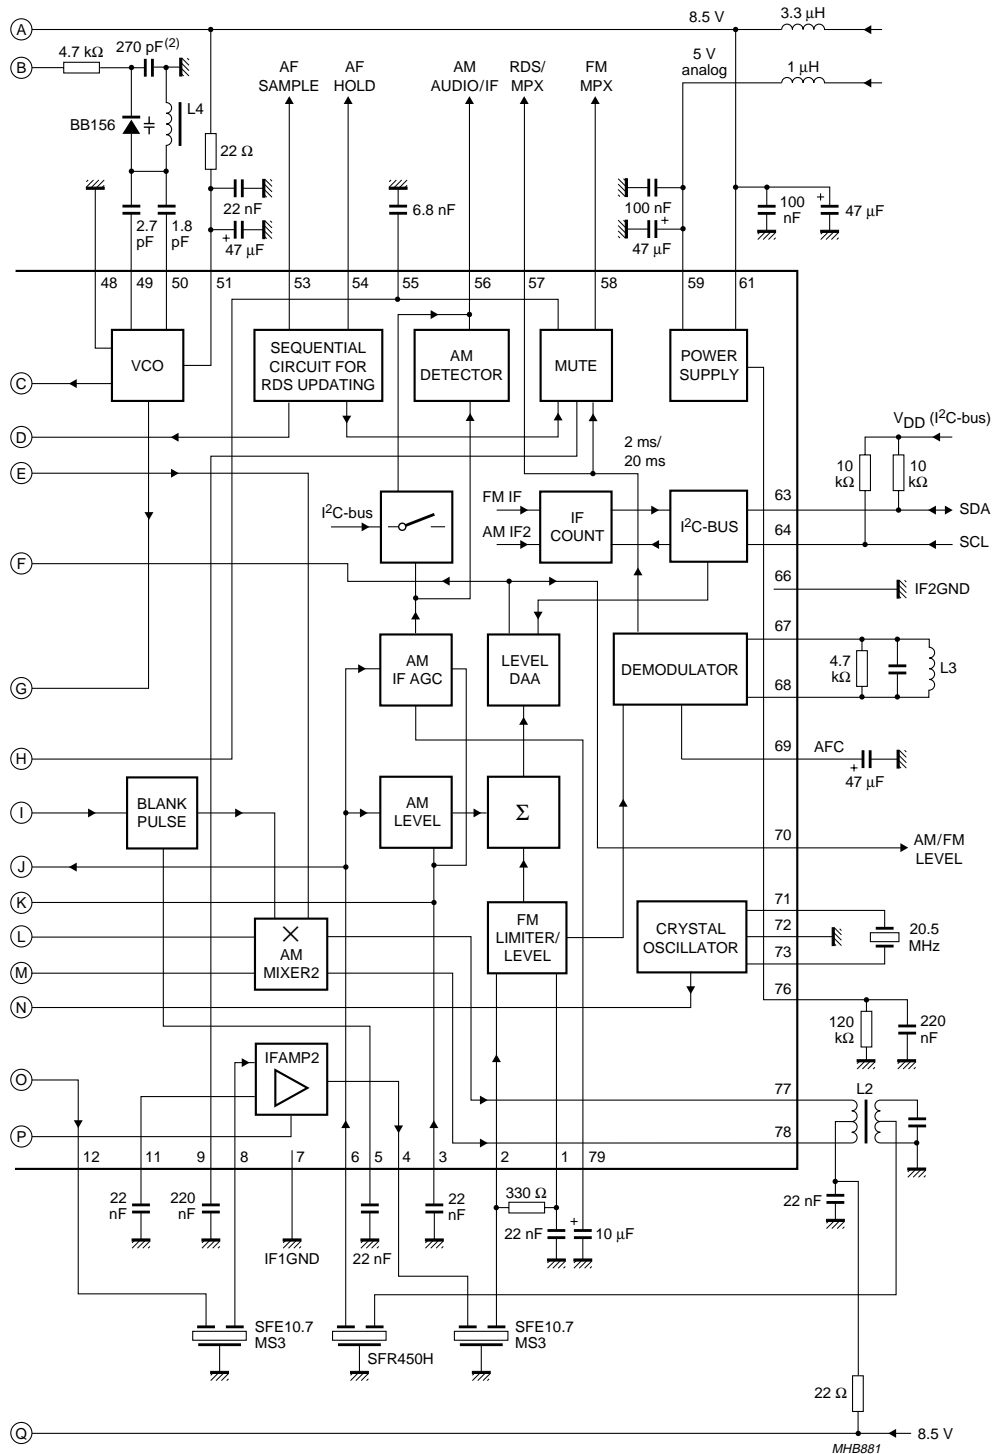 A
8.5 V
3.3 µH
B
4.7 kΩ
270 pF(2)
5 V
analog
1 µH
AF
SAMPLE
AF
HOLD
AM
AUDIO/IF
RDS/
MPX
FM
MPX
BB156
L4
22 Ω
22 nF
47 µF
+
2.7
pF
1.8
pF
6.8 nF
100 nF
+
47 µF
100
nF
+
47 µF
48
49
50
51
53
54
55
56
57
58
59
61
VCO
SEQUENTIAL
CIRCUIT FOR
RDS UPDATING
AM
DETECTOR
MUTE
POWER
SUPPLY
C
D
E
2 ms/
20 ms
VDD (I2C-bus)
10
kΩ
10
kΩ
I2C-bus
FM IF
AM IF2
IF
COUNT
I2C-BUS
63
SDA
64
SCL
F
66
IF2GND
AM
IF AGC
LEVEL
DAA
DEMODULATOR
67
4.7
kΩ
L3
68
G
H
69
AFC
+
47 µF
I
BLANK
PULSE
AM
LEVEL
Σ
70
AM/FM
LEVEL
J
K
L
M
AM
MIXER2
FM
LIMITER/
LEVEL
CRYSTAL
OSCILLATOR
71
72
73
20.5
MHz
N
76
120
kΩ
220
nF
O
IFAMP2
77
L2
P
78
12
11
9
8
7
6
5
4
3
2
1
79
22
nF
220
nF
IF1GND
22 nF
22
nF
330 Ω
22 nF
+
10 µF
22 nF
SFE10.7
MS3
SFR450H
SFE10.7
MS3
22 Ω
Q
8.5 V
MHB881